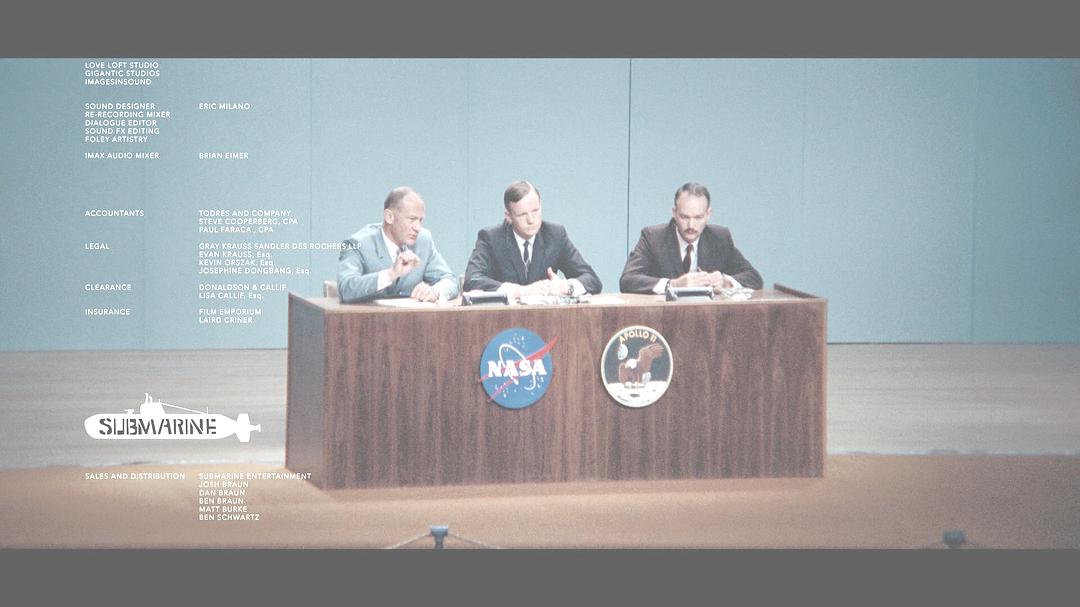 LOVE LOFT STUDIO
GIGANTIC STUDIOS
IMAGESINSOUND
SOUND DESIGNER ERIC MILANO
RE-RECORDING MIXER
DIALOGUE EDITOR
SOUND FX EDITING
FOLEY ARTISTRY
IMAX AUDIO MIXER BRIAN EIMER
ACCOUNTANTS TODRES AND COMPANY
STEVE COOPERBERG, CPA
PAUL FARACA , CPA
LEGAL GRAY KRAUSS SANDLER DES ROCHERS LLP
EVAN KRAUSS, Esq.
KEVIN ORSZAK, Esq.
JOSEPHINE DONGBANG, Esq.
CLEARANCE DONALDSON & CALLIF
LISA CALLIF, Esq.
INSURANCE FILM EMPORIUM
LAIRD CRINER
NASA
APOLLO 11
SUBMARINE
SALES AND DISTRIBUTION SUBMARINE ENTERTAINMENT
JOSH BRAUN
DAN BRAUN
BEN BRAUN
MATT BURKE
BEN SCHWARTZ